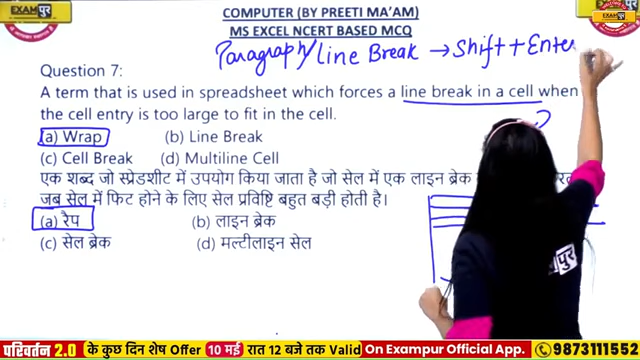 EXAMपुर
COMPUTER (BY PREETI MA'AM)
MS EXCEL NCERT BASED MCQ
Paragraph/Line Break → Shift + Enter
Question 7:
A term that is used in spreadsheet which forces a line break in a cell when
the cell entry is too large to fit in the cell.
(a) Wrap (b) Line Break
(c) Cell Break (d) Multiline Cell
एक शब्द जो स्प्रेडशीट में उपयोग किया जाता है जो सेल में एक लाइन ब्रेक
जब सेल में फिट होने के लिए सेल प्रविष्टि बहुत बड़ी होती है।
(a) रैप (b) लाइन ब्रेक
(c) सेल ब्रेक (d) मल्टीलाइन सेल
पुर
परिवर्तन 2.0 के कुछ दिन शेष Offer 10 मई रात 12 बजे तक Valid On Exampur Official App. 9873111552